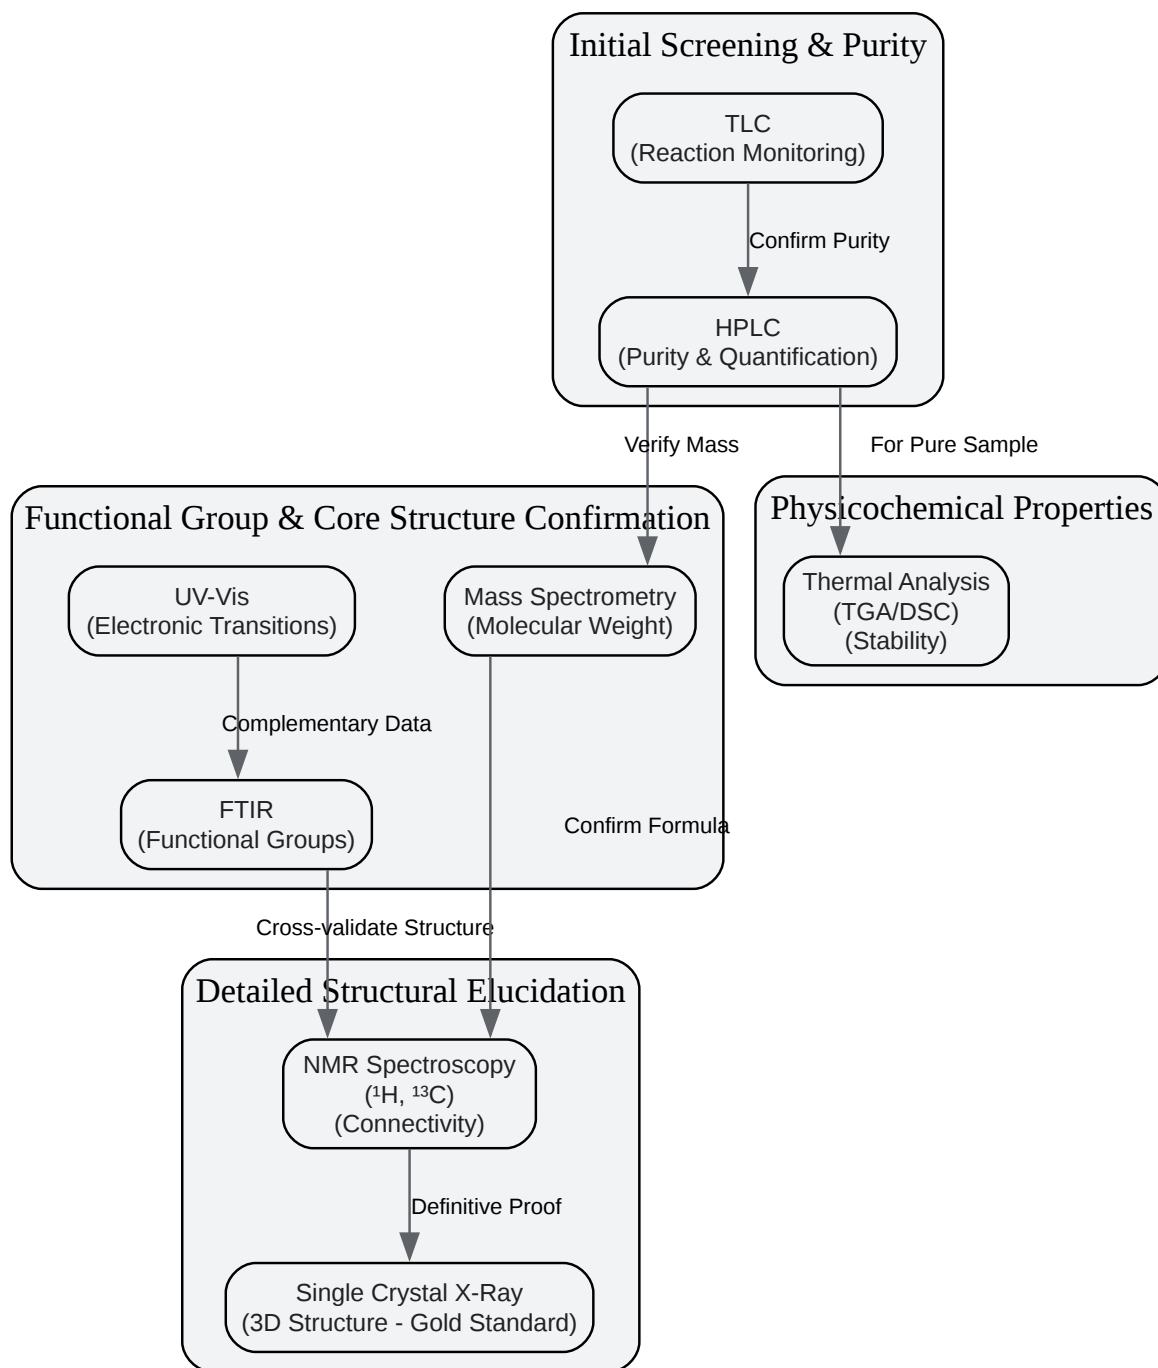 Initial Screening & Purity
TLC
(Reaction Monitoring)
Confirm Purity
HPLC
(Purity & Quantification)
Verify Mass
For Pure Sample
Functional Group & Core Structure Confirmation
Physicochemical Properties
UV-Vis
(Electronic Transitions)
Mass Spectrometry
(Molecular Weight)
Thermal Analysis
(TGA/DSC)
(Stability)
Complementary Data
FTIR
(Functional Groups)
Confirm Formula
Cross-validate Structure
Detailed Structural Elucidation
NMR Spectroscopy
(¹H, ¹³C)
(Connectivity)
Definitive Proof
Single Crystal X-Ray
(3D Structure - Gold Standard)